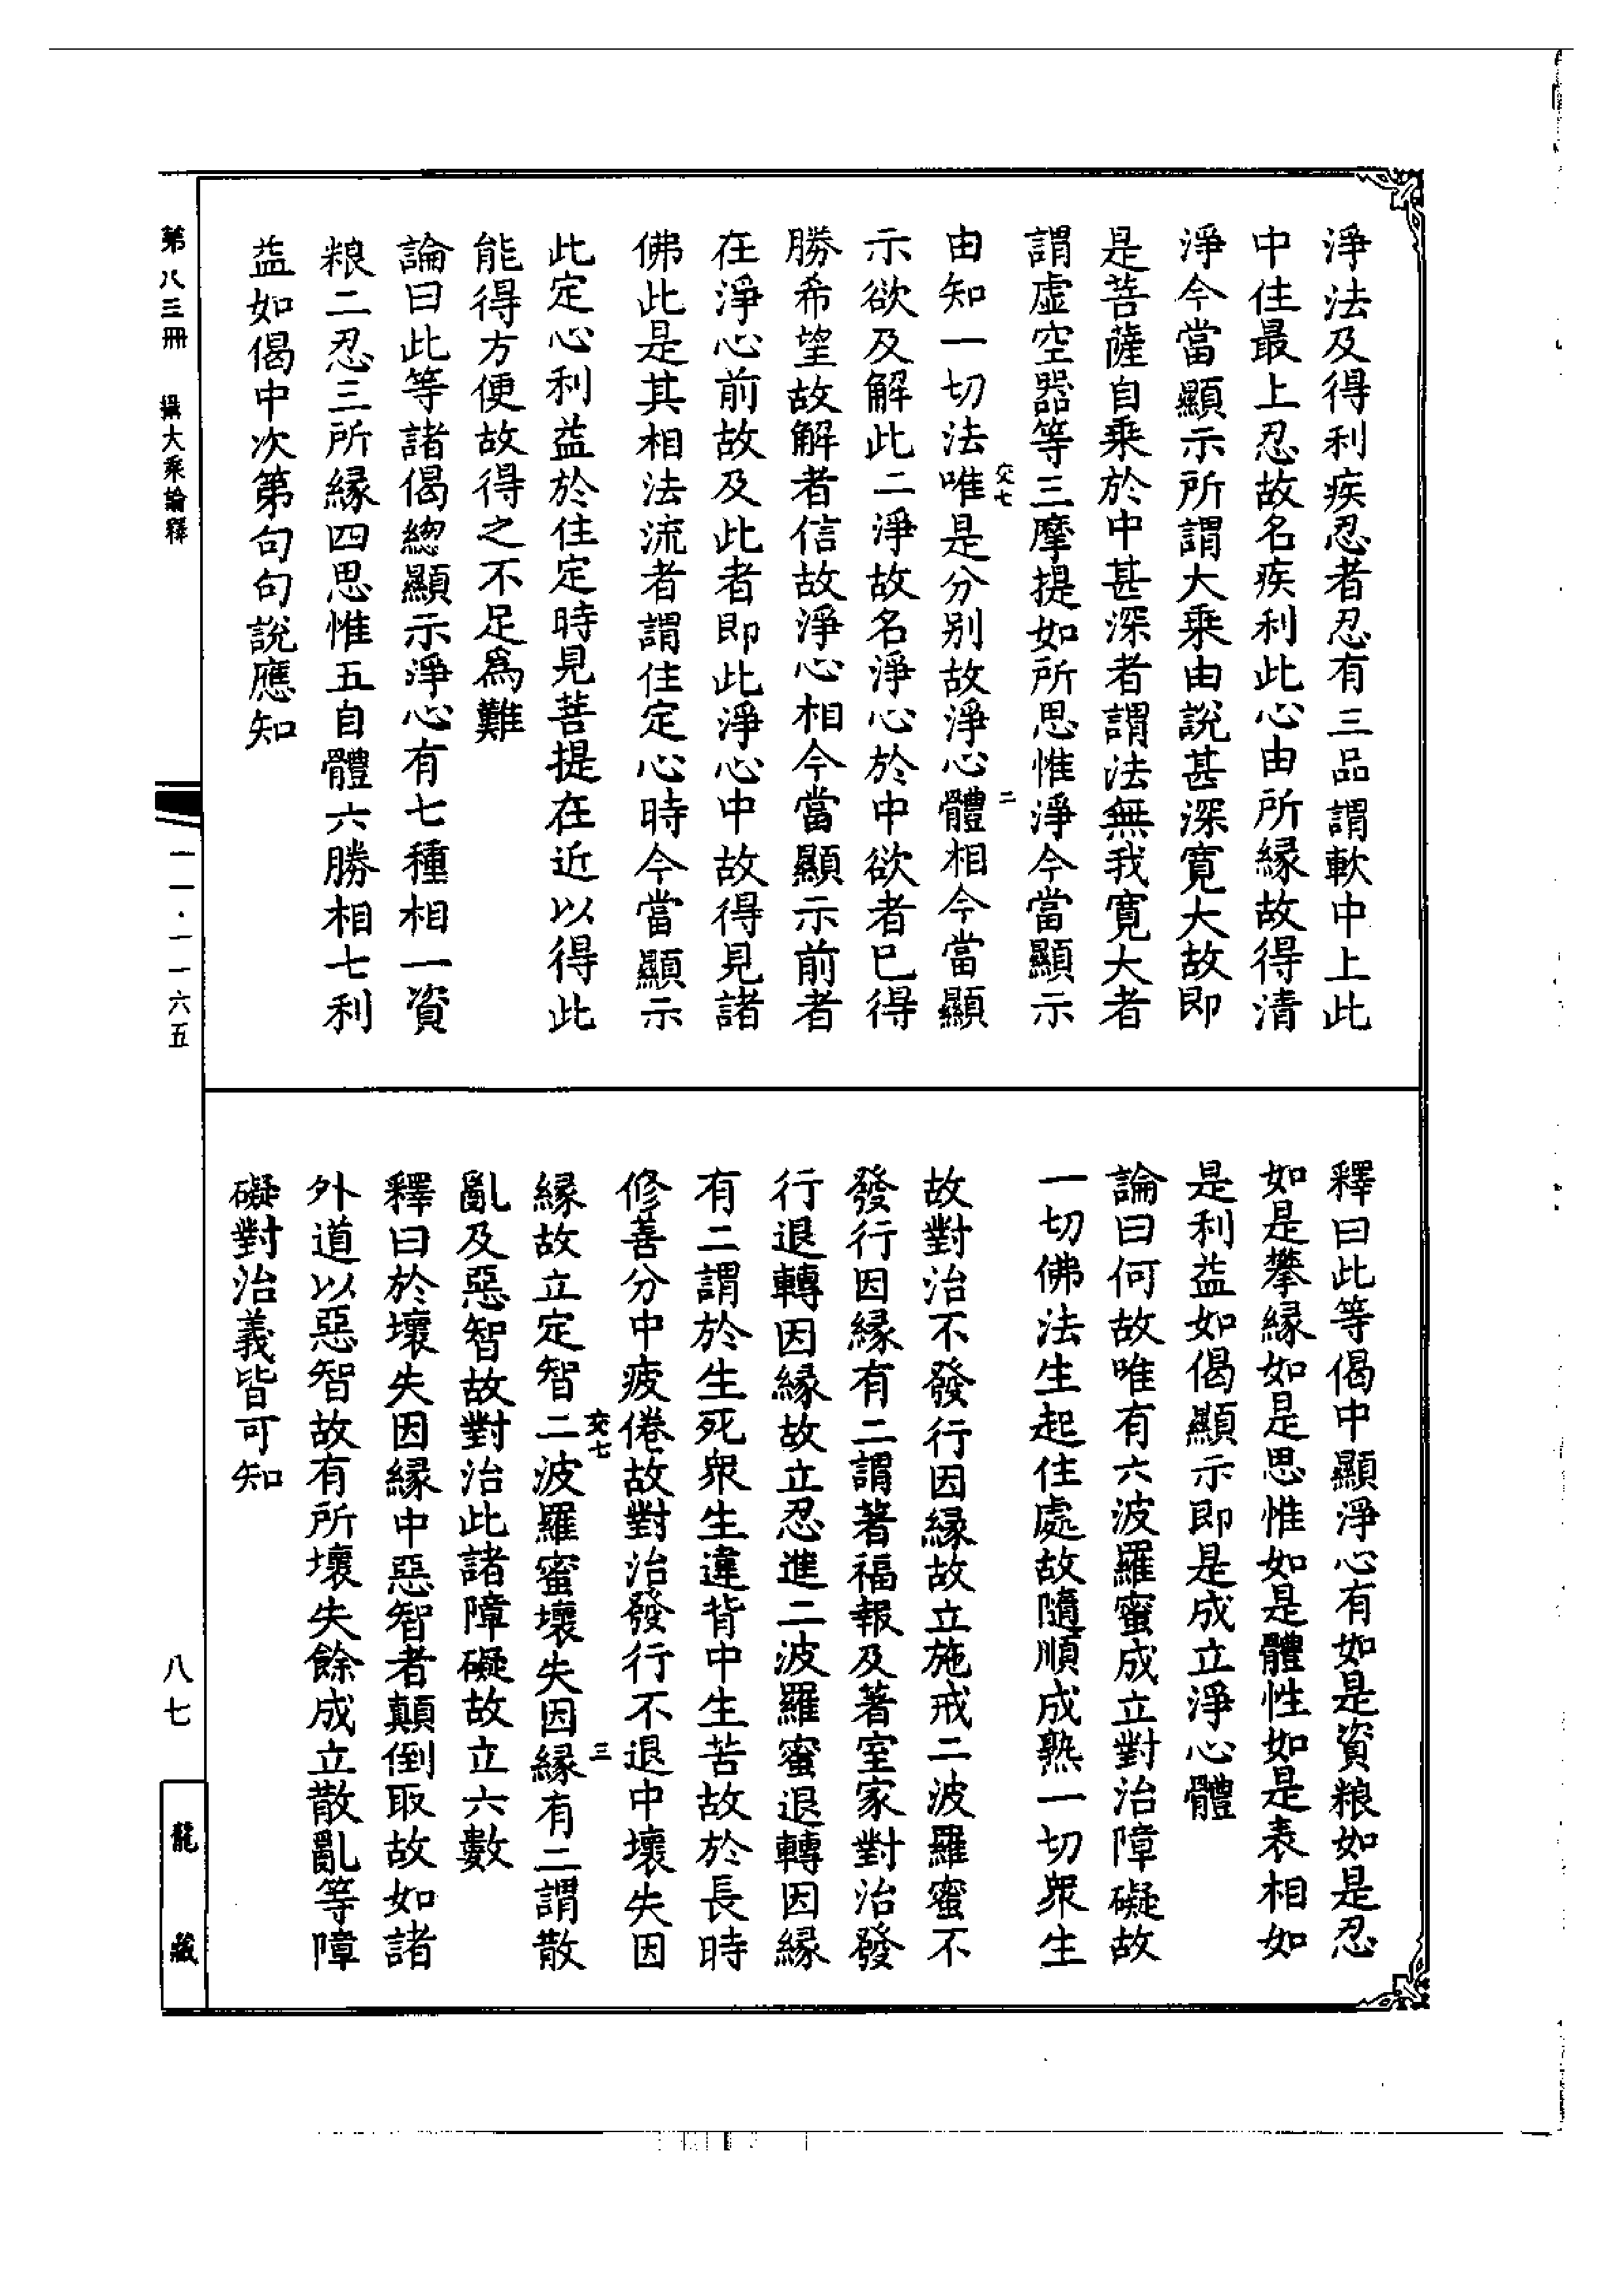 淨法及得利疾忍者忍有三品謂軟中上此
中住最上忍故名疾利此心由所緣故得清
淨今當顯示所謂大乘由說甚深寬大故即
是菩薩自乘於中甚深者謂法無我寬大者
謂虛空器等三摩提如所思惟淨今當顯示
交七 二
由知一切法唯是分別故淨心體相今當顯
示欲及解此二淨故名淨心於中欲者已得
勝希望故解者信故淨心相今當顯示前者
在淨心前故及此者即此淨心中故得見諸
佛此是其相法流者謂住定心時今當顯示
此定心利益於住定時見菩提在近以得此
能得方便故得之不足為難
論曰此等諸偈緫顯示淨心有七種相一資
粮二忍三所緣四思惟五自體六勝相七利
益如偈中次第句句說應知
釋曰此等偈中顯淨心有如是資粮如是忍
如是攀緣如是思惟如是體性如是表相如
是利益如偈顯示即是成立淨心體
論曰何故唯有六波羅蜜成立對治障礙故
一切佛法生起住處故隨順成熟一切衆生
故對治不發行因緣故立施戒二波羅蜜不
發行因緣有二謂著福報及著室家對治發
行退轉因緣故立忍進二波羅蜜退轉因緣
有二謂於生死衆生違背中生苦故於長時
修善分中疲倦故對治發行不退中壞失因
交七 三
緣故立定智二波羅蜜壞失因緣有二謂散
亂及惡智故對治此諸障礙故立六數
釋曰於壞失因緣中惡智者顛倒取故如諸
外道以惡智故有所壞失餘成立散亂等障
礙對治義皆可知
第八三冊 攝大乘論釋
一一·一一六五
八七
龍藏